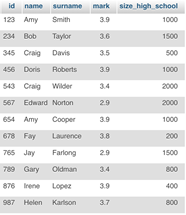 id name surname mark size_high_school
123 Amy Smith 3.9 1000
234 Bob Taylor 3.6 1500
345 Craig Davis 3.5 500
456 Doris Roberts 3.9 1000
543 Craig Wilder 3.4 2000
567 Edward Norton 2.9 2000
654 Amy Cooper 3.9 1000
678 Fay Laurence 3.8 200
765 Jay Farlong 2.9 1500
789 Gary Oldman 3.4 800
876 Irene Lopez 3.9 400
987 Helen Karlson 3.7 800